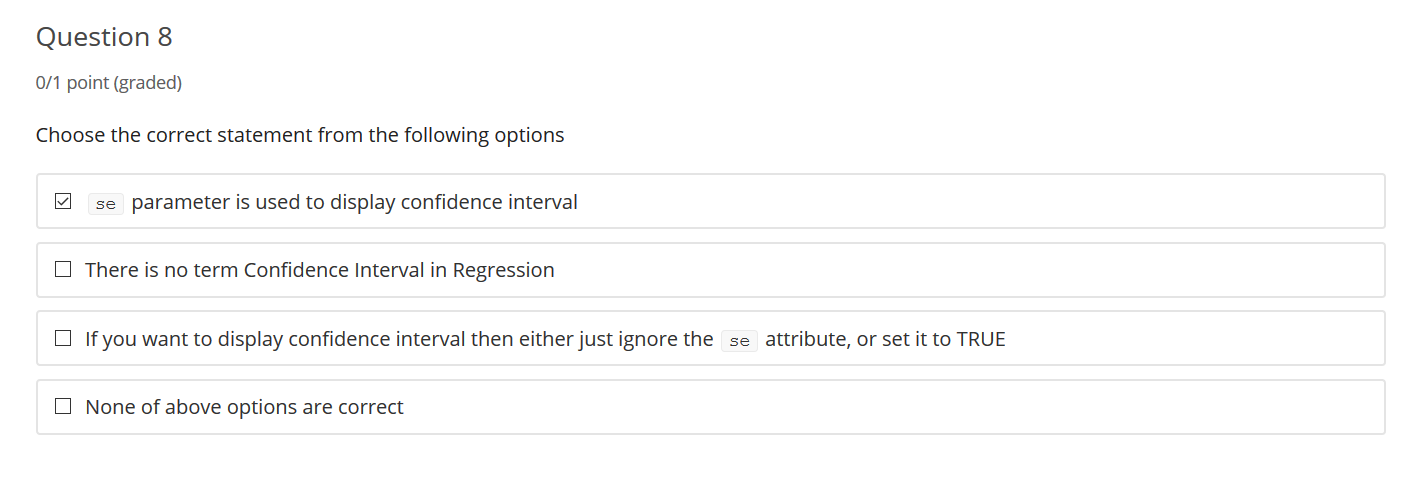 Question 8
0/1 point (graded)
Choose the correct statement from the following options
se parameter is used to display confidence interval
There is no term Confidence Interval in Regression
If you want to display confidence interval then either just ignore the se attribute, or set it to TRUE
None of above options are correct